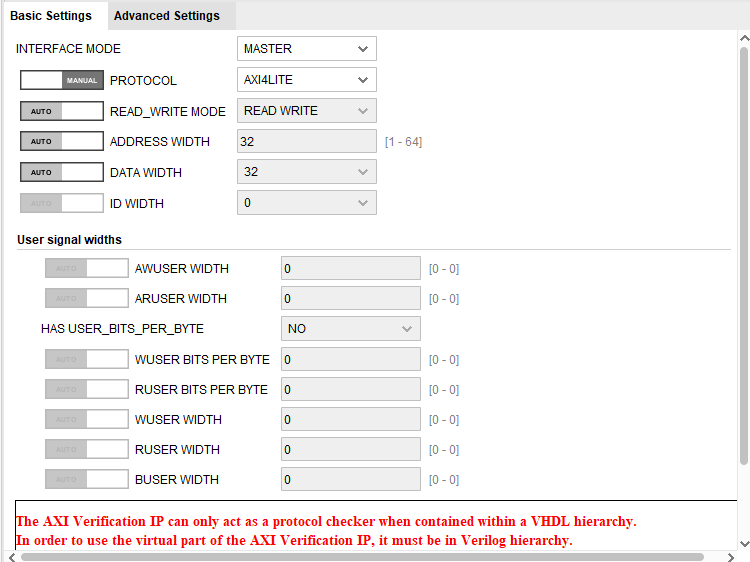 Basic Settings Advanced Settings
INTERFACE MODE MASTER
MANUAL PROTOCOL AXI4LITE
AUTO READ_WRITE MODE READ WRITE
AUTO ADDRESS WIDTH 32 [1 - 64]
AUTO DATA WIDTH 32
AUTO ID WIDTH 0
User signal widths
AUTO AWUSER WIDTH 0 [0 - 0]
AUTO ARUSER WIDTH 0 [0 - 0]
HAS USER_BITS_PER_BYTE NO
AUTO WUSER BITS PER BYTE 0 [0 - 0]
AUTO RUSER BITS PER BYTE 0 [0 - 0]
AUTO WUSER WIDTH 0 [0 - 0]
AUTO RUSER WIDTH 0 [0 - 0]
AUTO BUSER WIDTH 0 [0 - 0]
The AXI Verification IP can only act as a protocol checker when contained within a VHDL hierarchy.
In order to use the virtual part of the AXI Verification IP, it must be in Verilog hierarchy.